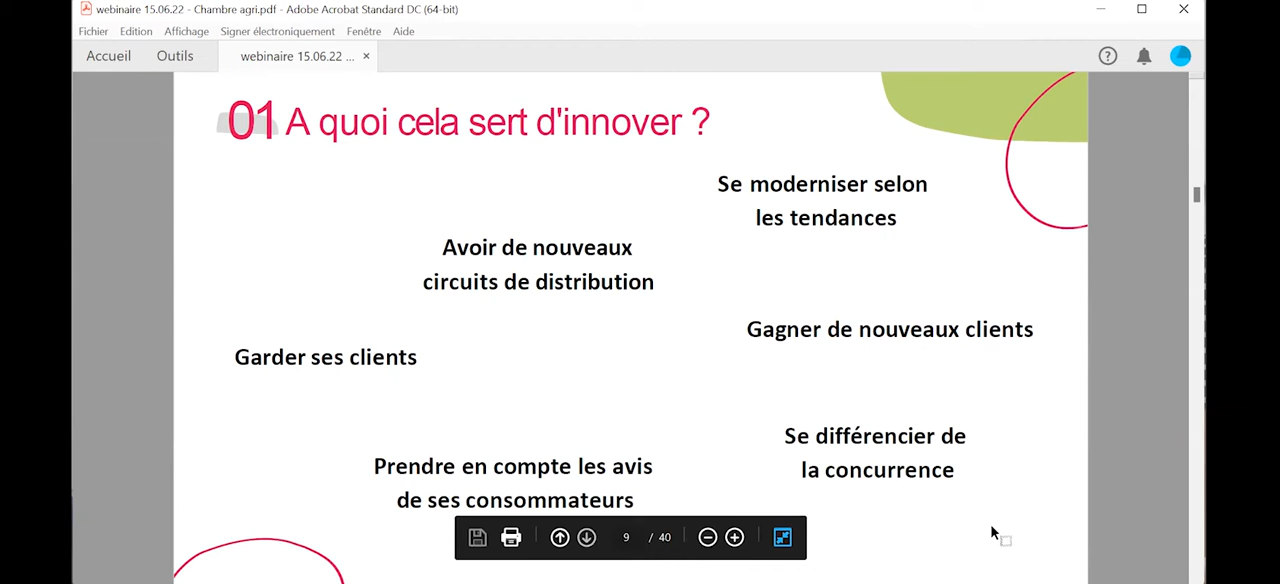 webinaire 15.06.22 - Chambre agri.pdf - Adobe Acrobat Standard DC (64-bit)
Fichier Edition Affichage Signer électroniquement Fenêtre Aide
Accueil Outils webinaire 15.06.22 ... ×
01 A quoi cela sert d'innover ?
Se moderniser selon
les tendances
Avoir de nouveaux
circuits de distribution
Gagner de nouveaux clients
Garder ses clients
Se différencier de
la concurrence
Prendre en compte les avis
de ses consommateurs
9 / 40